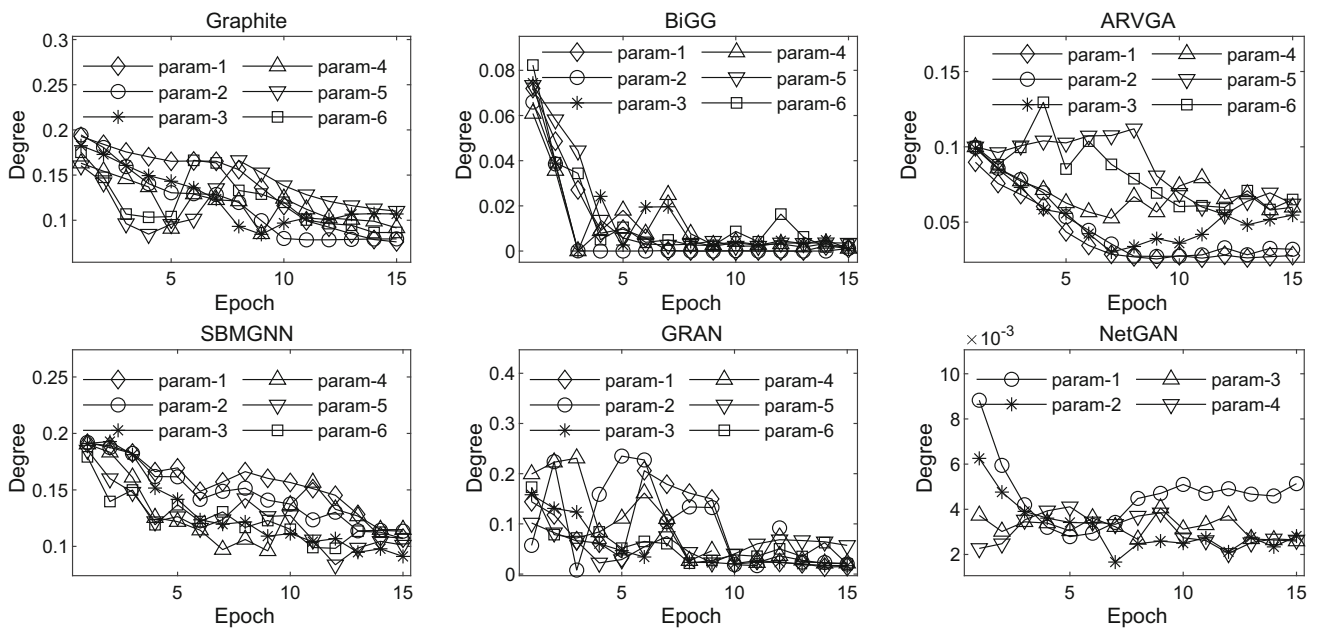 Graphite
0.3
0.25
0.2
0.15
0.1
param-1
param-4
param-2
param-5
param-3
param-6
Degree
5
10
15
Epoch
BiGG
0.08
0.06
0.04
0.02
0
param-1
param-4
param-2
param-5
param-3
param-6
Degree
5
10
15
Epoch
ARVGA
0.15
0.1
0.05
param-1
param-4
param-2
param-5
param-3
param-6
Degree
5
10
15
Epoch
SBMGNN
0.25
0.2
0.15
0.1
param-1
param-4
param-2
param-5
param-3
param-6
Degree
5
10
15
Epoch
GRAN
0.4
0.3
0.2
0.1
0
param-1
param-4
param-2
param-5
param-3
param-6
Degree
5
10
15
Epoch
NetGAN
× 10-3
10
8
6
4
2
param-1
param-3
param-2
param-4
Degree
5
10
15
Epoch